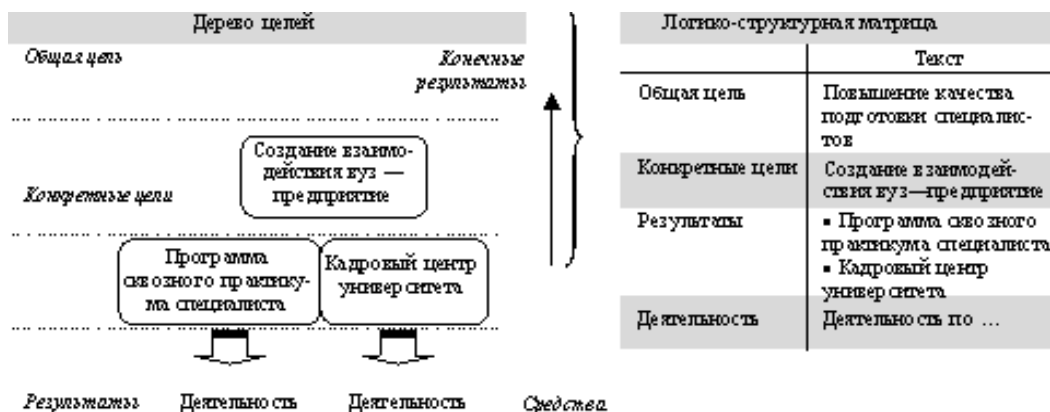 Дерево целей
Общая цель
Конечные
результаты
Создание взаимо-
действия вуз —
предприятие
Конкретные цели
Программа
сквозного практику-
ма специалиста
Кадровый центр
университета
Результаты
Деятельность
Деятельность
Средства
Логико-структурная матрица
Текст
Общая цель
Повышение качества
подготовки специалис-
тов
Конкретные цели
Создание взаимодей-
ствия вуз—предприятие
Результаты
▪ Программа сквозного
практикума специалиста
▪ Кадровый центр
университета
Деятельность
Деятельность по ...